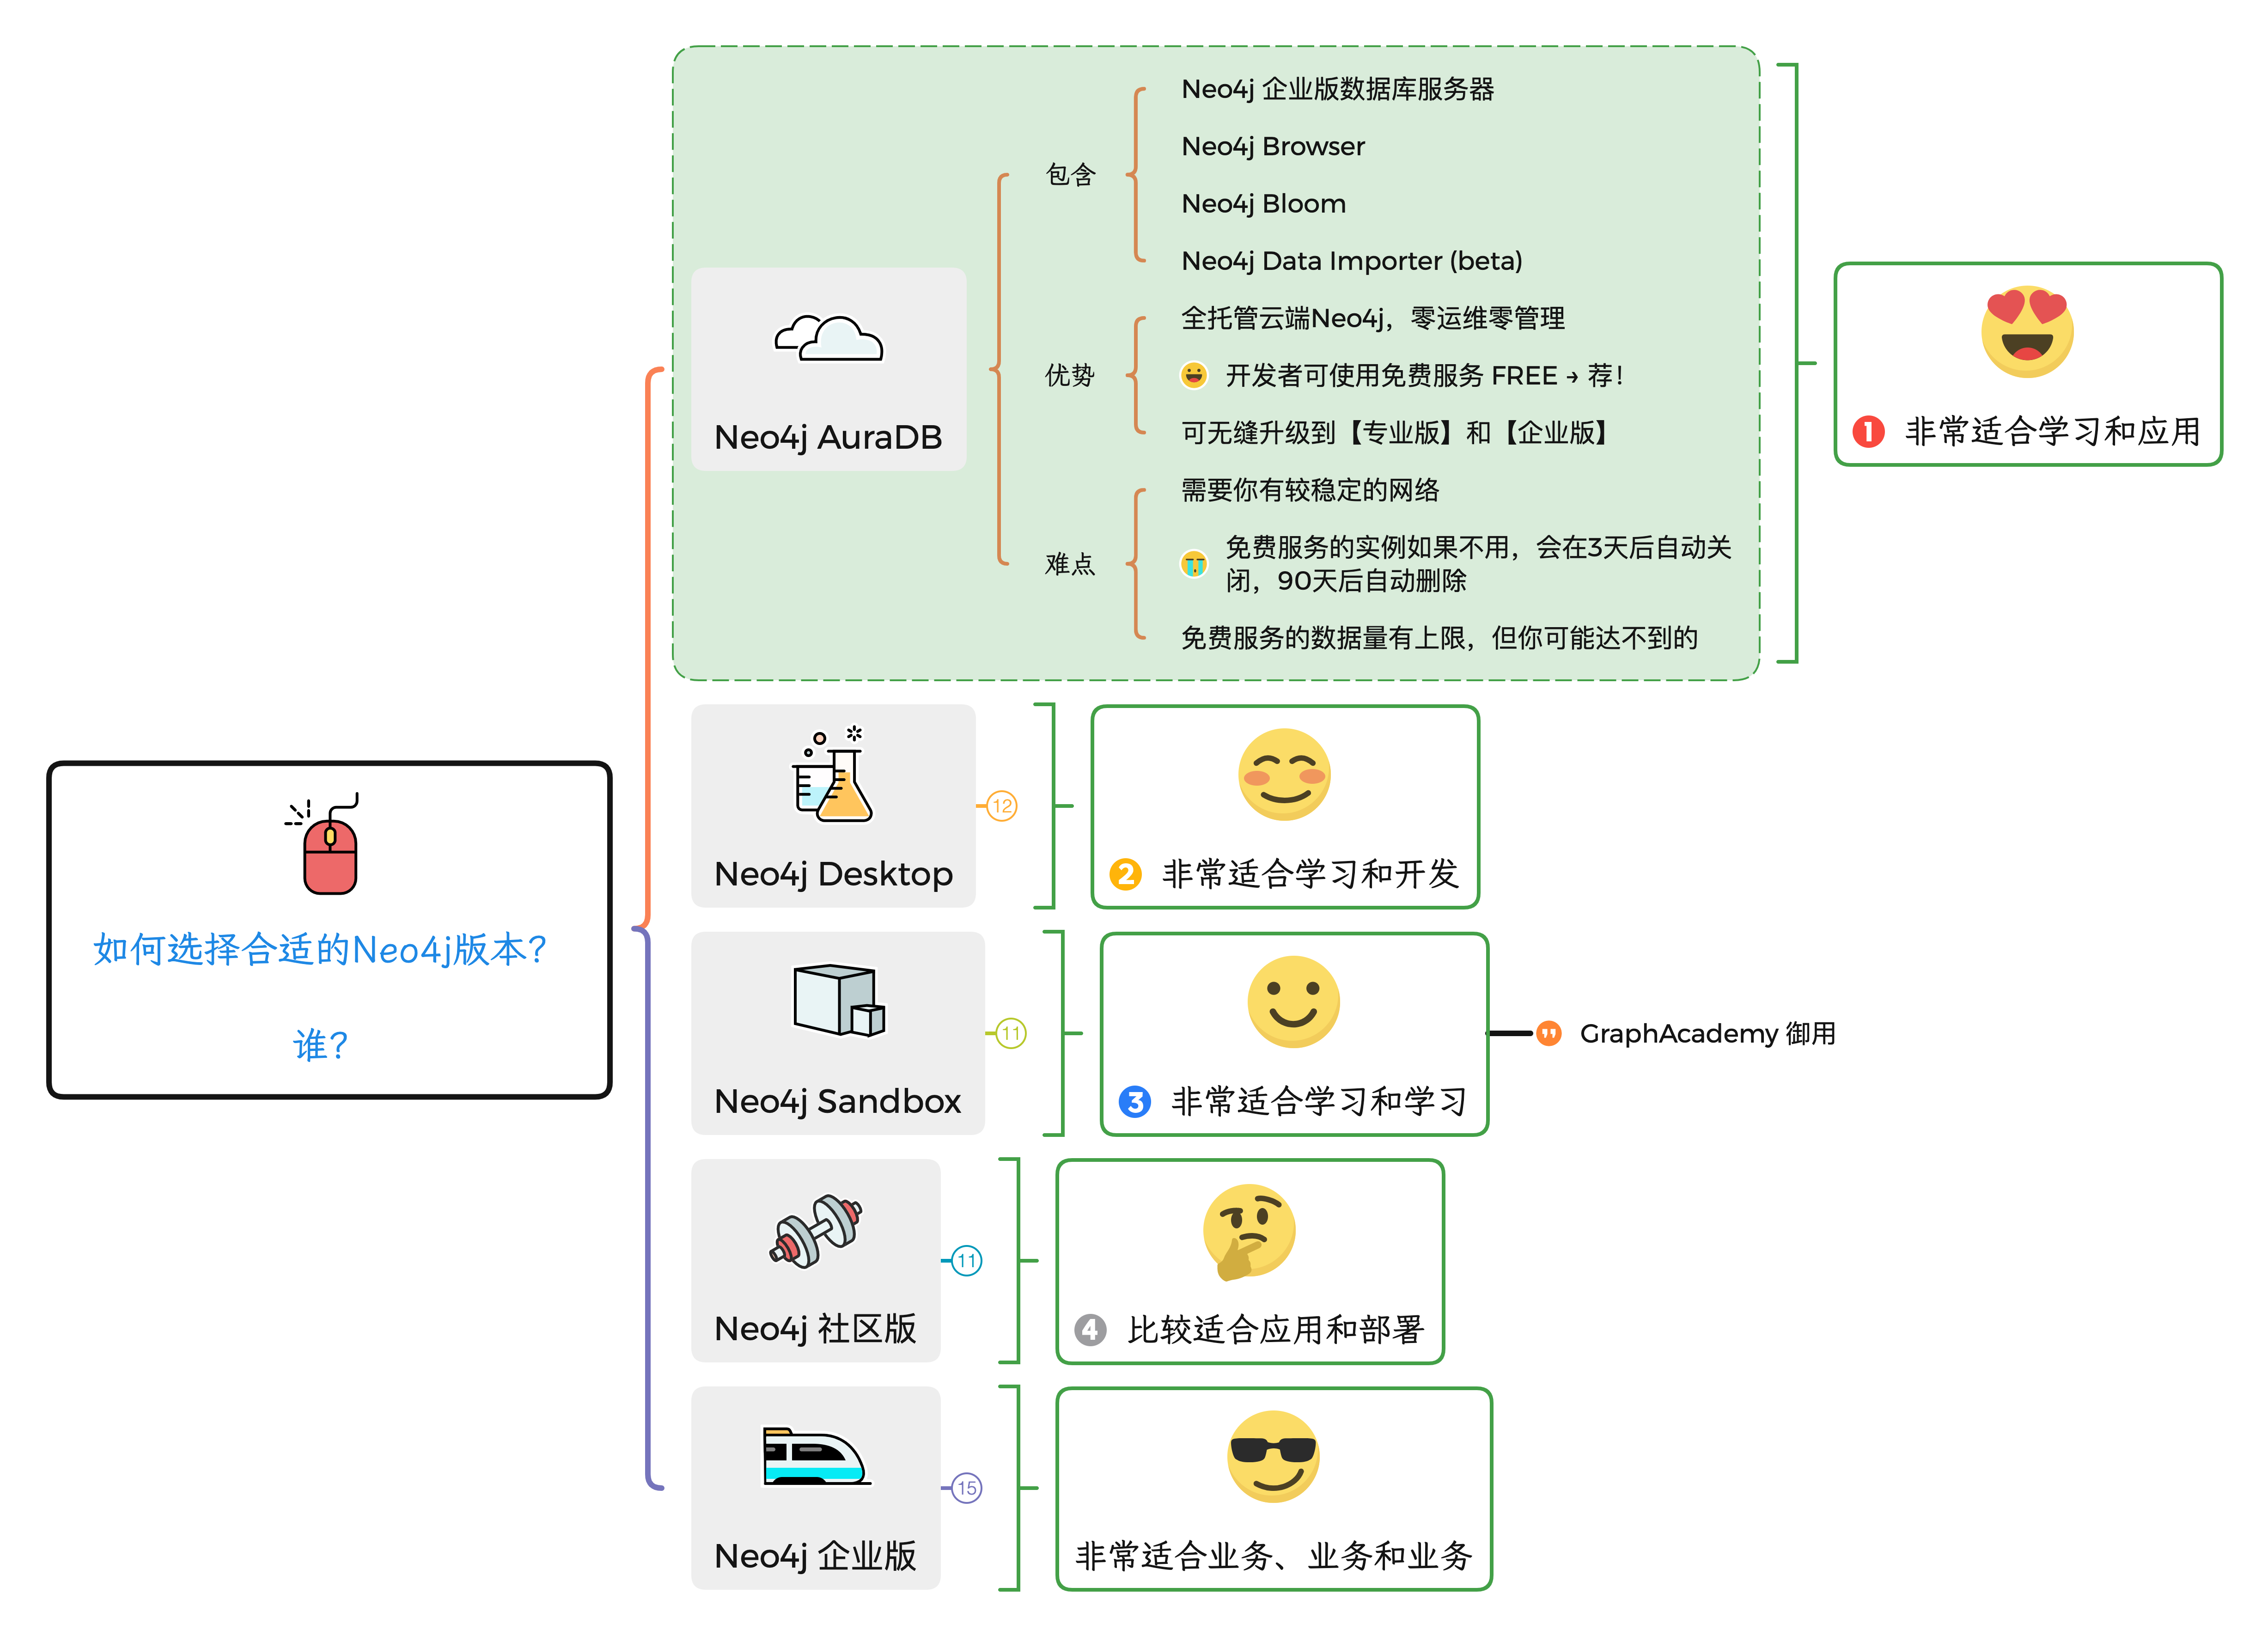 如何选择合适的Neo4j版本？
谁？
Neo4j AuraDB
包含
Neo4j 企业版数据库服务器
Neo4j Browser
Neo4j Bloom
Neo4j Data Importer (beta)
优势
全托管云端Neo4j，零运维零管理
开发者可使用免费服务 FREE → 荐！
可无缝升级到【专业版】和【企业版】
难点
需要你有较稳定的网络
免费服务的实例如果不用，会在3天后自动关
闭，90天后自动删除
免费服务的数据量有上限，但你可能达不到的
1 非常适合学习和应用
Neo4j Desktop
12
2 非常适合学习和开发
Neo4j Sandbox
11
3 非常适合学习和学习
GraphAcademy 御用
Neo4j 社区版
11
4 比较适合应用和部署
Neo4j 企业版
15
非常适合业务、业务和业务